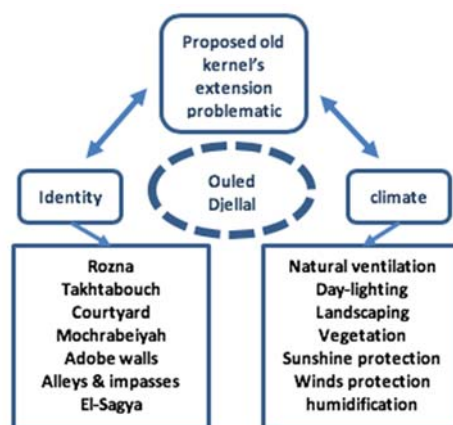 Proposed old
kernel's
extension
problematic
Identity
Ouled
Djellal
climate
Rozna
Takhtabouch
Courtyard
Mochrabeiyah
Adobe walls
Alleys & impasses
El-Sagya
Natural ventilation
Day-lighting
Landscaping
Vegetation
Sunshine protection
Winds protection
humidification